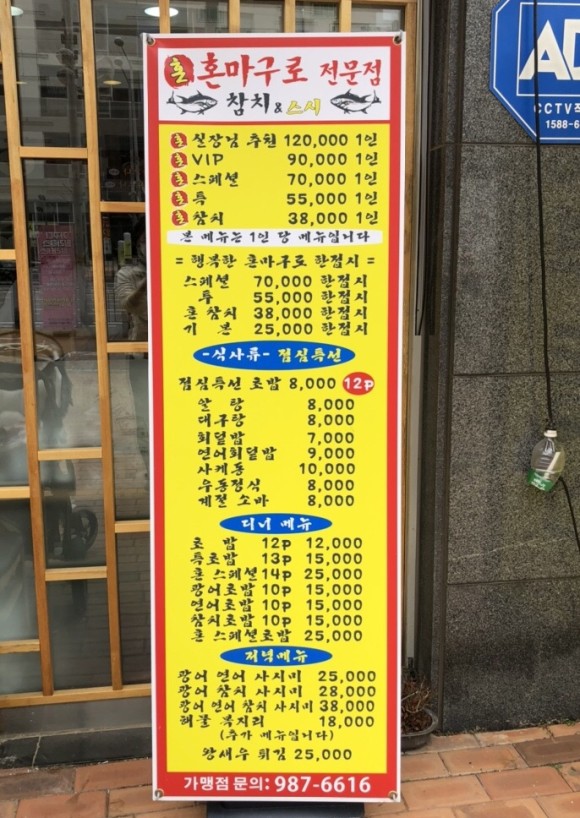 혼 혼마구로 전문점
참치 & 스시
혼 실장님 추천 120,000 1인
혼 VIP 90,000 1인
혼 스페셜 70,000 1인
혼 특 55,000 1인
혼 참치 38,000 1인
본 메뉴는 1인 당 메뉴입니다
= 행복한 혼마구로 한접시 =
스페셜 70,000 한접시
특 55,000 한접시
혼 참치 38,000 한접시
기 본 25,000 한접시
-식사류- 점심특선
점심특선 초밥 8,000 12P
알 탕 8,000
대구탕 8,000
회덮밥 7,000
연어회덮밥 9,000
사케동 10,000
우동정식 8,000
계절 소바 8,000
디너 메뉴
초 밥 12P 12,000
특초밥 13P 15,000
혼 스페셜 14P 25,000
광어초밥 10P 15,000
연어초밥 10P 15,000
참치초밥 10P 15,000
혼 스페셜초밥 25,000
저녁메뉴
광어 연어 사시미 25,000
광어 참치 사시미 28,000
광어 연어 참치 사시미 38,000
해물 복지리 18,000
(추가 메뉴입니다)
왕새우 튀김 25,000
가맹점 문의: 987-6616
AD
CCTV
1588-6